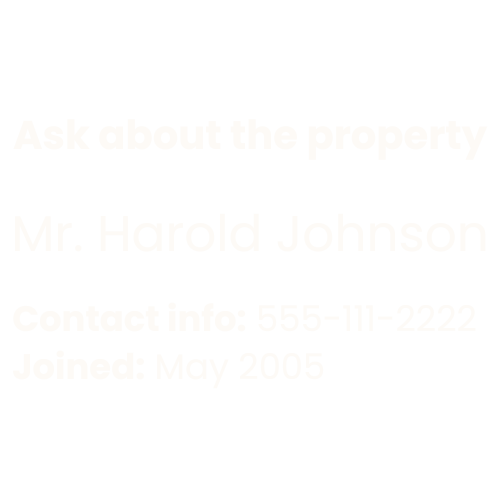 Ask about the property
Mr. Harold Johnson
Contact info: 555-111-2222
Joined: May 2005